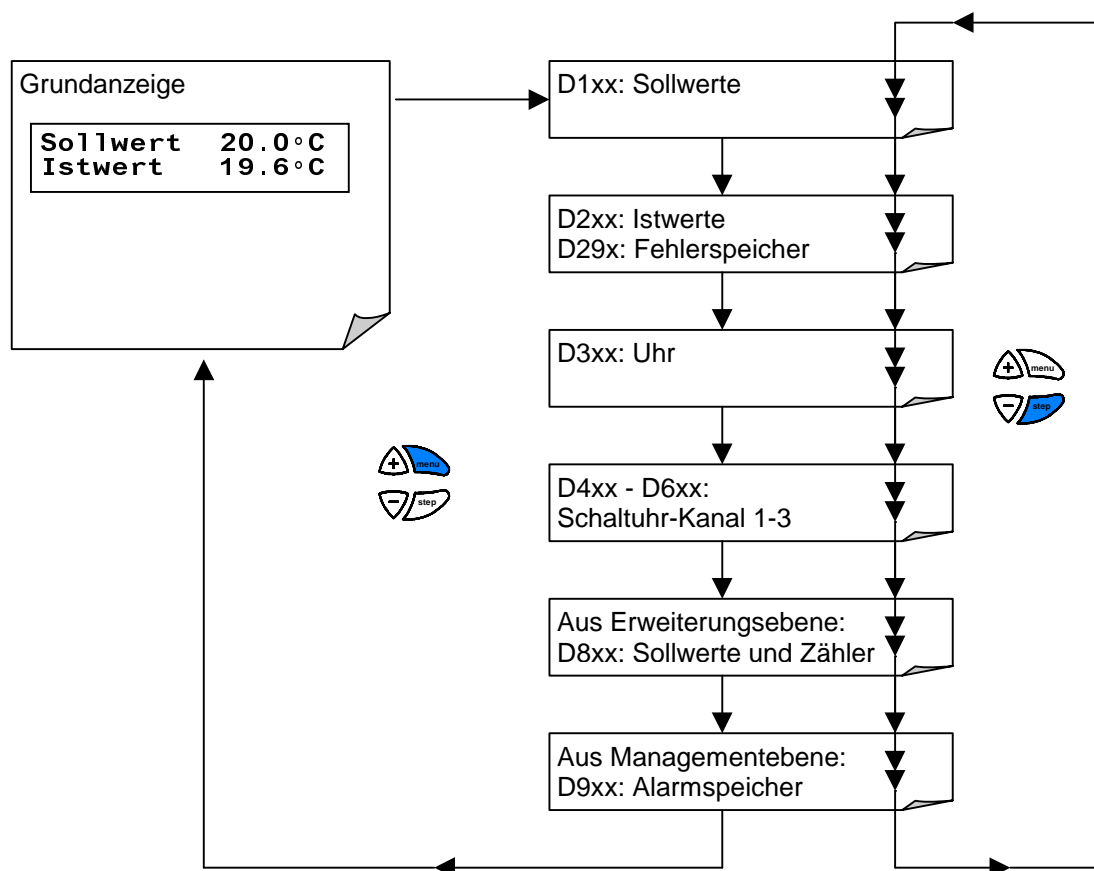 Grundanzeige
Sollwert 20.0°C
Istwert 19.6°C
D1xx: Sollwerte
D2xx: Istwerte
D29x: Fehlerspeicher
D3xx: Uhr
+ menu
− step
+ menu
− step
D4xx - D6xx:
Schaltuhr-Kanal 1-3
Aus Erweiterungsebene:
D8xx: Sollwerte und Zähler
Aus Managementebene:
D9xx: Alarmspeicher